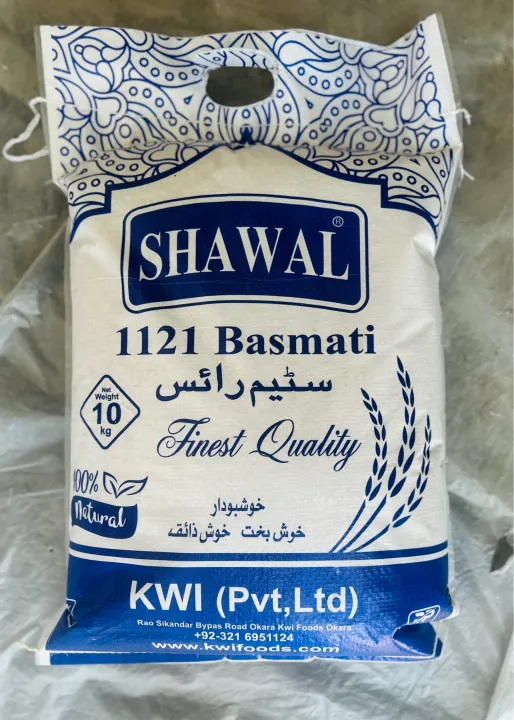 SHAWAL®
1121 Basmati
سٹیم رائس
Net
Weight
10
kg
Finest Quality
100%
Natural
خوشبودار
خوش بخت خوش ذائقہ
KWI (Pvt,Ltd)
Rao Sikandar Bypas Road Okara Kwi Foods Okara
+92-321 6951124
www.kwifoods.com